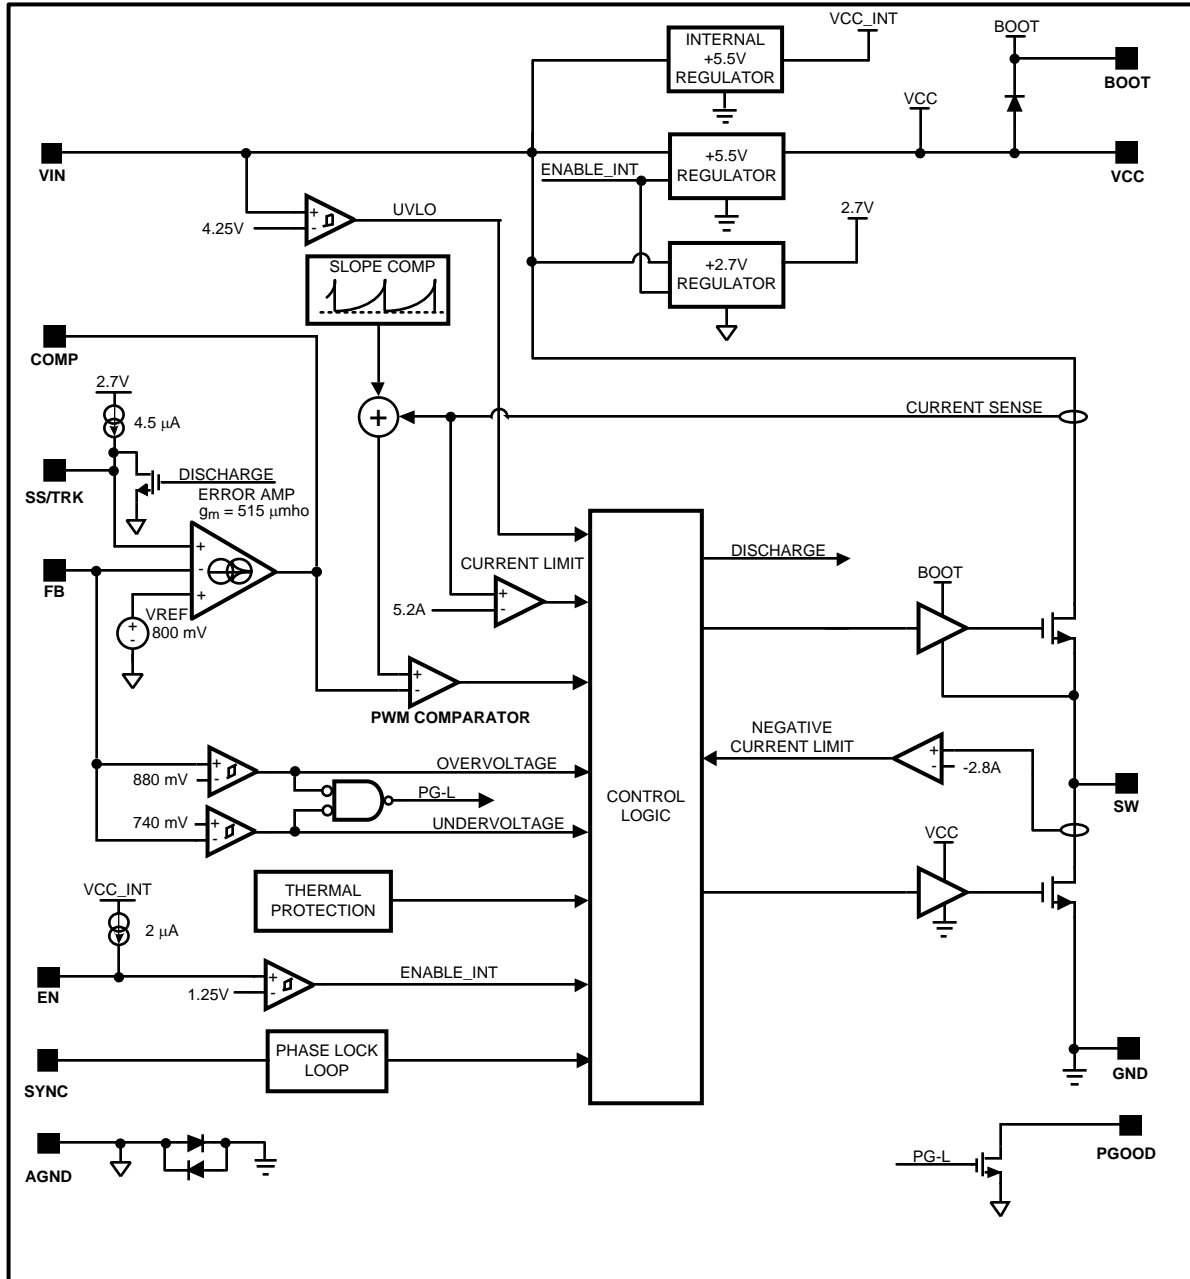 VCC_INT
BOOT
INTERNAL
+5.5V
REGULATOR
BOOT
VCC
VIN
ENABLE_INT
+5.5V
REGULATOR
VCC
+
-
4.25V
UVLO
2.7V
SLOPE COMP
+2.7V
REGULATOR
COMP
2.7V
4.5 µA
+
CURRENT SENSE
SS/TRK
DISCHARGE
ERROR AMP
gm = 515 µmho
+
-
+
FB
VREF
800 mV
+
-
CURRENT LIMIT
+
-
5.2A
DISCHARGE
BOOT
+
-
PWM COMPARATOR
NEGATIVE
CURRENT LIMIT
+
-
-2.8A
SW
+
-
880 mV
OVERVOLTAGE
PG-L
CONTROL
LOGIC
740 mV
+
-
UNDERVOLTAGE
VCC
THERMAL
PROTECTION
VCC_INT
2 µA
EN
+
-
1.25V
ENABLE_INT
SYNC
PHASE LOCK
LOOP
GND
AGND
PG-L
PGOOD